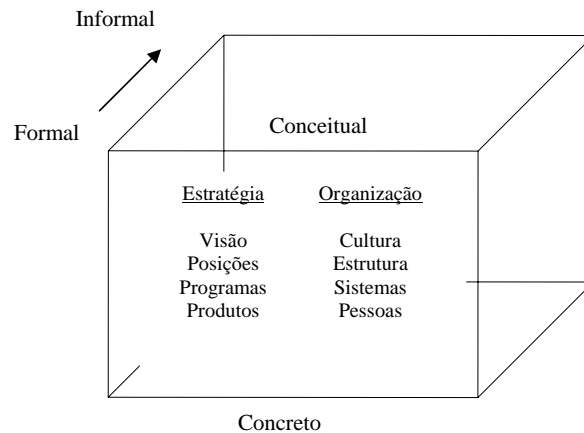 Informal
Formal
Conceitual
Estratégia Organização
Visão Cultura
Posições Estrutura
Programas Sistemas
Produtos Pessoas
Concreto